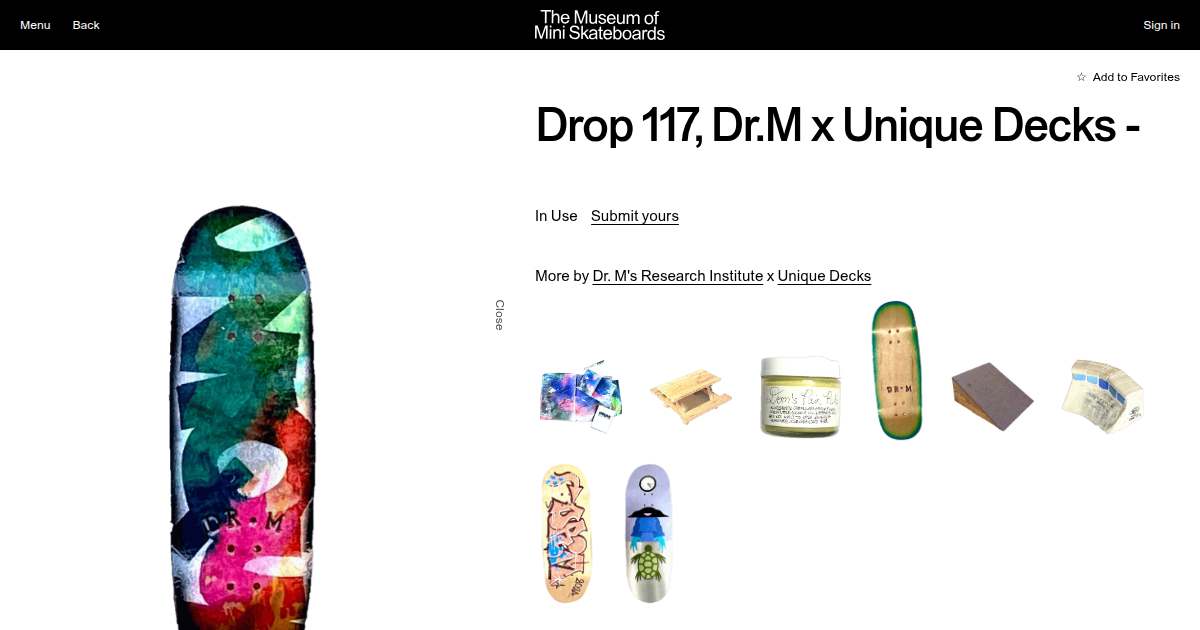 Menu
Back
The Museum of
Mini Skateboards
Sign in
☆ Add to Favorites
Drop 117, Dr.M x Unique Decks -
In Use
Submit yours
More by Dr. M's Research Institute x Unique Decks
Close
DR•M
DR•M